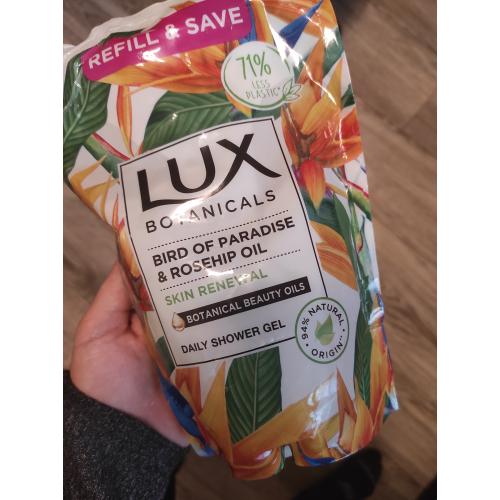 REFILL & SAVE
71%
LESS
PLASTIC*
LUX
BOTANICALS
BIRD OF PARADISE
& ROSEHIP OIL
SKIN RENEWAL
BOTANICAL BEAUTY OILS
DAILY SHOWER GEL
94% NATURAL
ORIGIN**